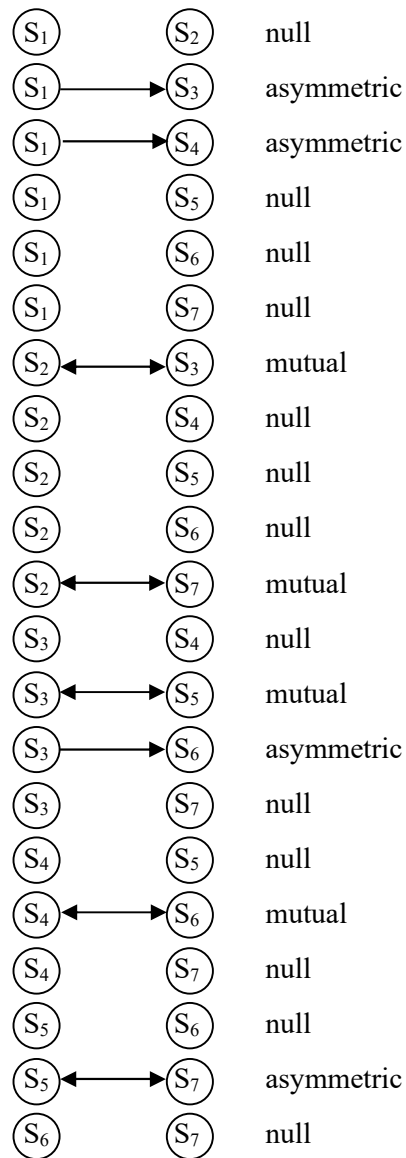 S₁ S₂ null
S₁ S₃ asymmetric
S₁ S₄ asymmetric
S₁ S₅ null
S₁ S₆ null
S₁ S₇ null
S₂ S₃ mutual
S₂ S₄ null
S₂ S₅ null
S₂ S₆ null
S₂ S₇ mutual
S₃ S₄ null
S₃ S₅ mutual
S₃ S₆ asymmetric
S₃ S₇ null
S₄ S₅ null
S₄ S₆ mutual
S₄ S₇ null
S₅ S₆ null
S₅ S₇ asymmetric
S₆ S₇ null